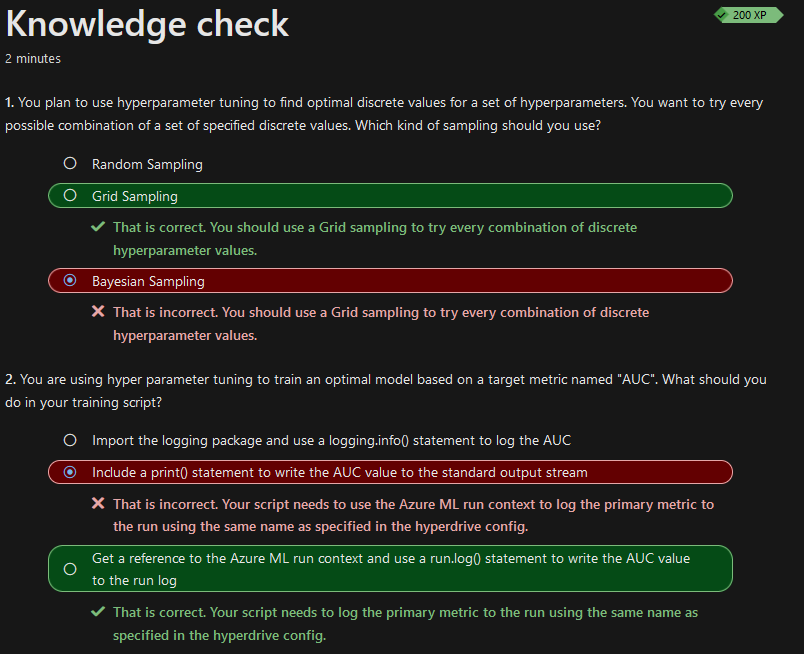 Knowledge check
200 XP
2 minutes
1. You plan to use hyperparameter tuning to find optimal discrete values for a set of hyperparameters. You want to try every
possible combination of a set of specified discrete values. Which kind of sampling should you use?
Random Sampling
Grid Sampling
That is correct. You should use a Grid sampling to try every combination of discrete
hyperparameter values.
Bayesian Sampling
That is incorrect. You should use a Grid sampling to try every combination of discrete
hyperparameter values.
2. You are using hyper parameter tuning to train an optimal model based on a target metric named "AUC". What should you
do in your training script?
Import the logging package and use a logging.info() statement to log the AUC
Include a print() statement to write the AUC value to the standard output stream
That is incorrect. Your script needs to use the Azure ML run context to log the primary metric to
the run using the same name as specified in the hyperdrive config.
Get a reference to the Azure ML run context and use a run.log() statement to write the AUC value
to the run log
That is correct. Your script needs to log the primary metric to the run using the same name as
specified in the hyperdrive config.